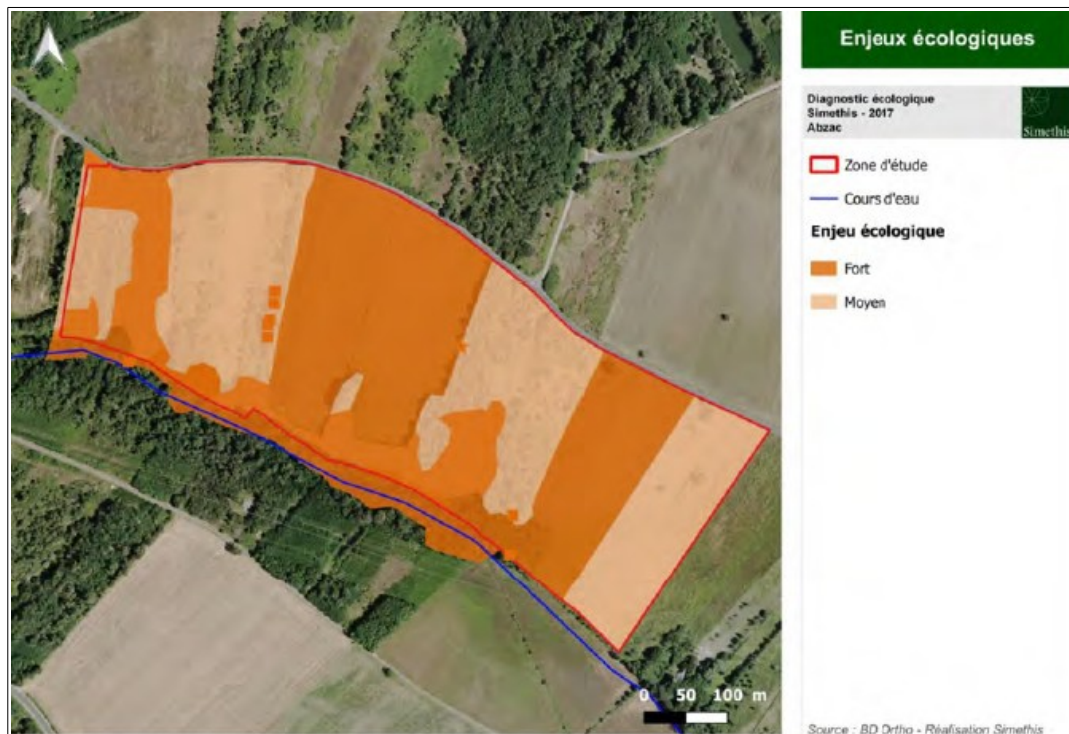 Enjeux écologiques
Diagnostic écologique
Simethis - 2017
Abzac
Simethis
Zone d'étude
Cours d'eau
Enjeu écologique
Fort
Moyen
0 50 100 m
Source : BD Ortho - Réalisation Simethis